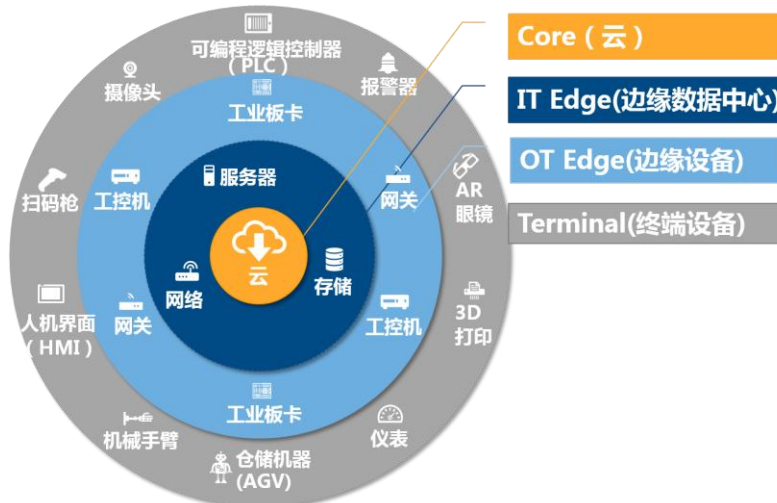 可编程逻辑控制器
（PLC）
摄像头
报警器
工业板卡
服务器
扫码枪
工控机
网关
AR
眼镜
云
网络
存储
人机界面
（HMI）
网关
工控机
3D
打印
工业板卡
机械手臂
仪表
仓储机器
(AGV)
Core（云）
IT Edge(边缘数据中心)
OT Edge(边缘设备)
Terminal(终端设备)